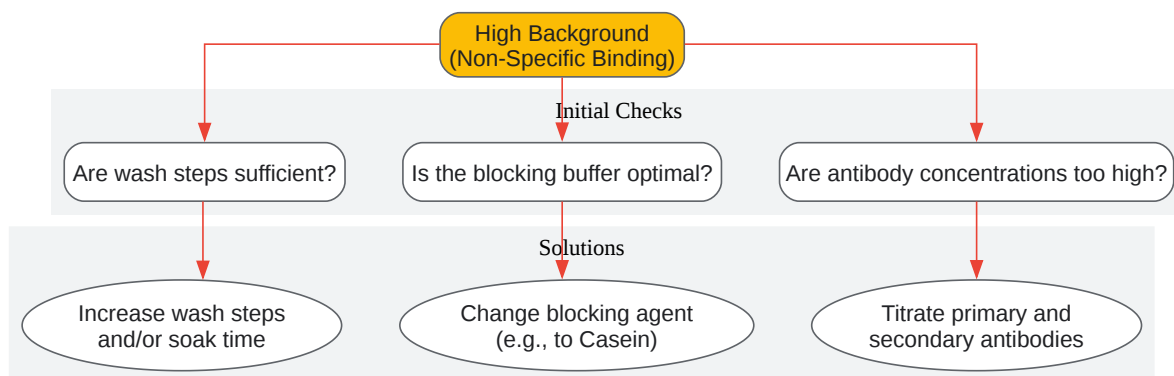 High Background
(Non-Specific Binding)
Initial Checks
Are wash steps sufficient?
Is the blocking buffer optimal?
Are antibody concentrations too high?
Solutions
Increase wash steps
and/or soak time
Change blocking agent
(e.g., to Casein)
Titrate primary and
secondary antibodies